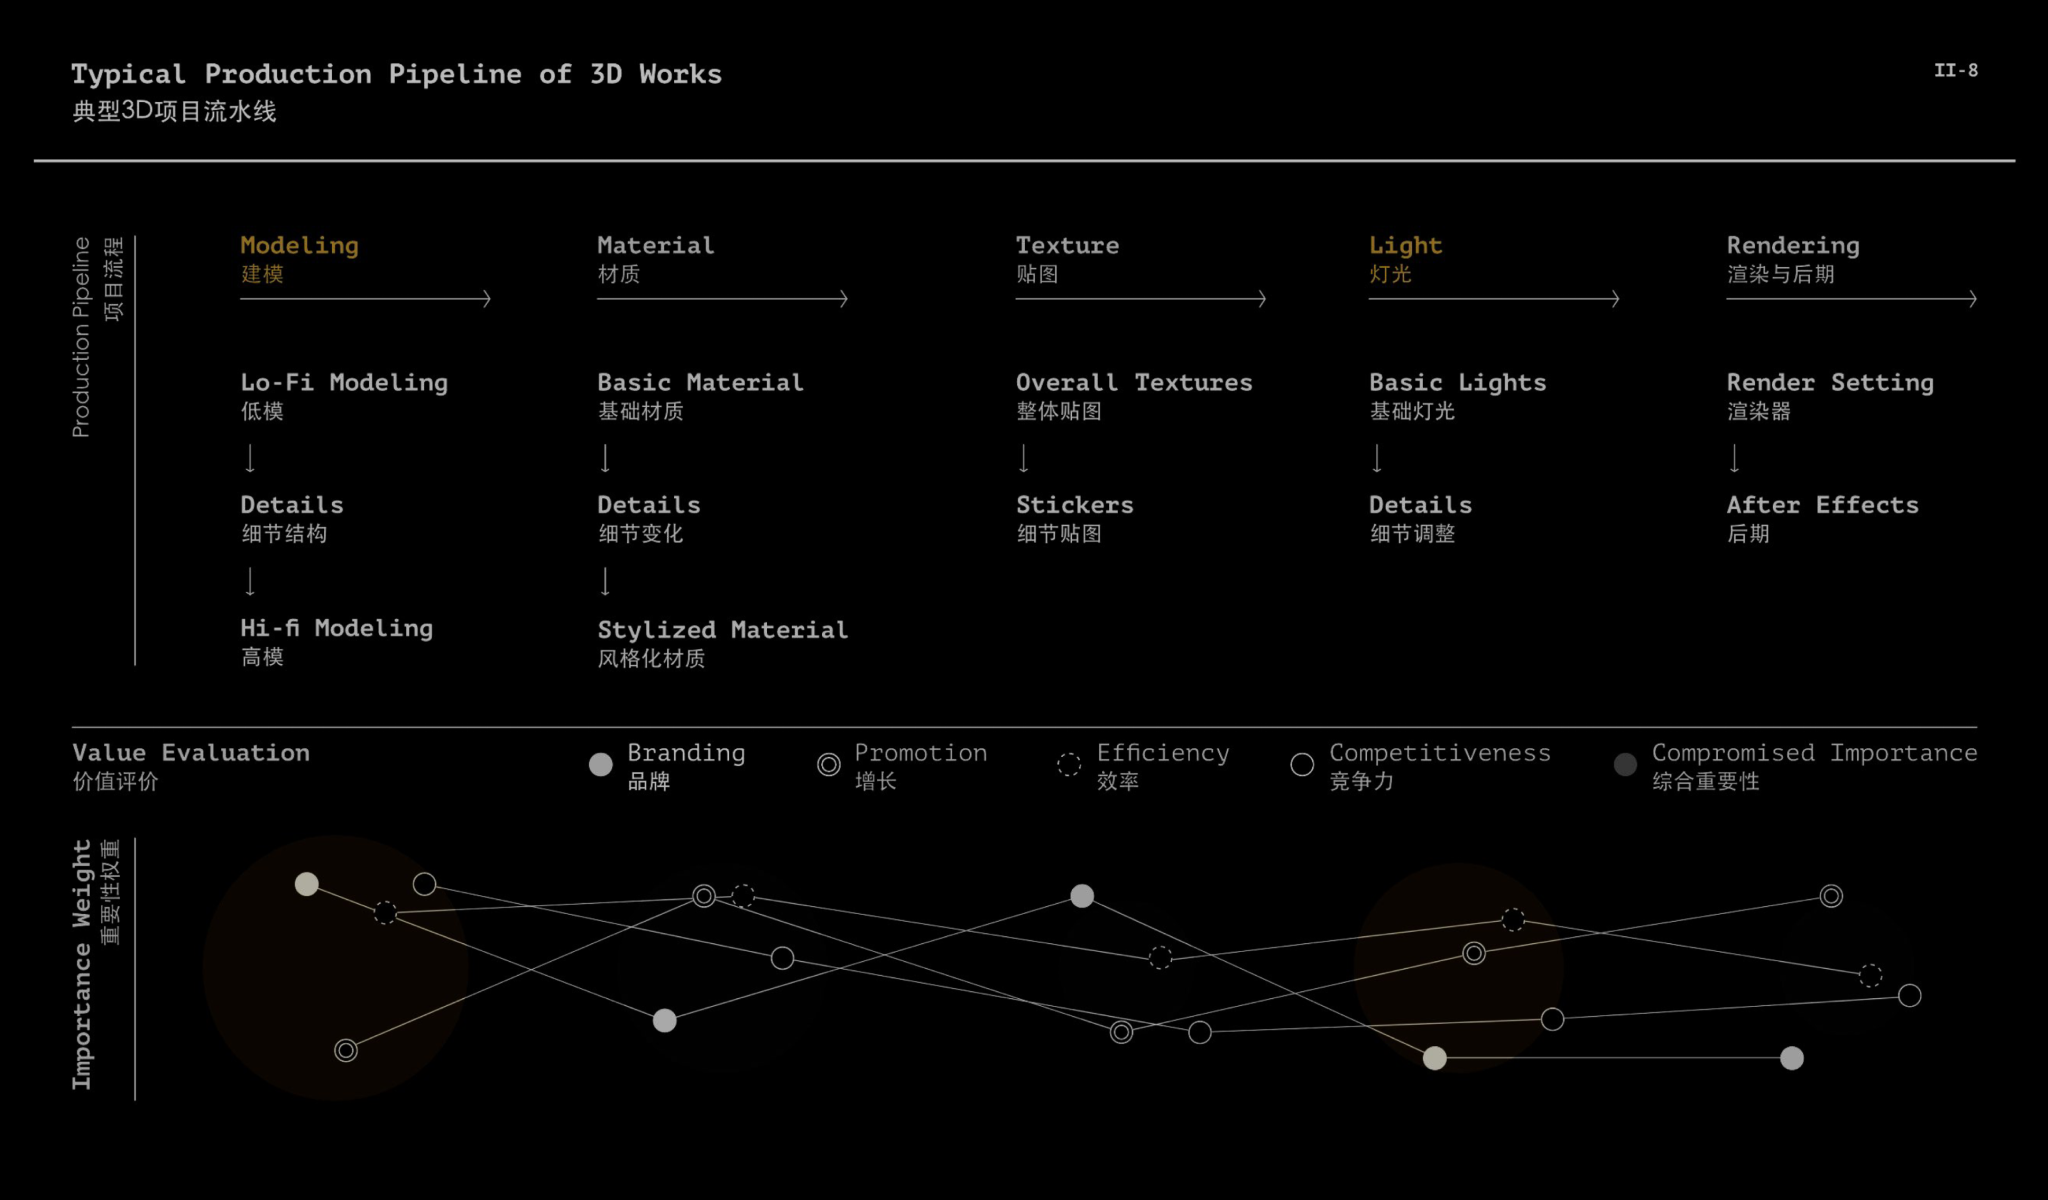 Typical Production Pipeline of 3D Works
典型3D项目流水线
II-8
Production Pipeline
项目流程
Modeling
建模
Lo-Fi Modeling
低模
Details
细节结构
Hi-fi Modeling
高模
Material
材质
Basic Material
基础材质
Details
细节变化
Stylized Material
风格化材质
Texture
贴图
Overall Textures
整体贴图
Stickers
细节贴图
Light
灯光
Basic Lights
基础灯光
Details
细节调整
Rendering
渲染与后期
Render Setting
渲染器
After Effects
后期
Value Evaluation
价值评价
Branding
品牌
Promotion
增长
Efficiency
效率
Competitiveness
竞争力
Compromised Importance
综合重要性
Importance Weight
重要性权重